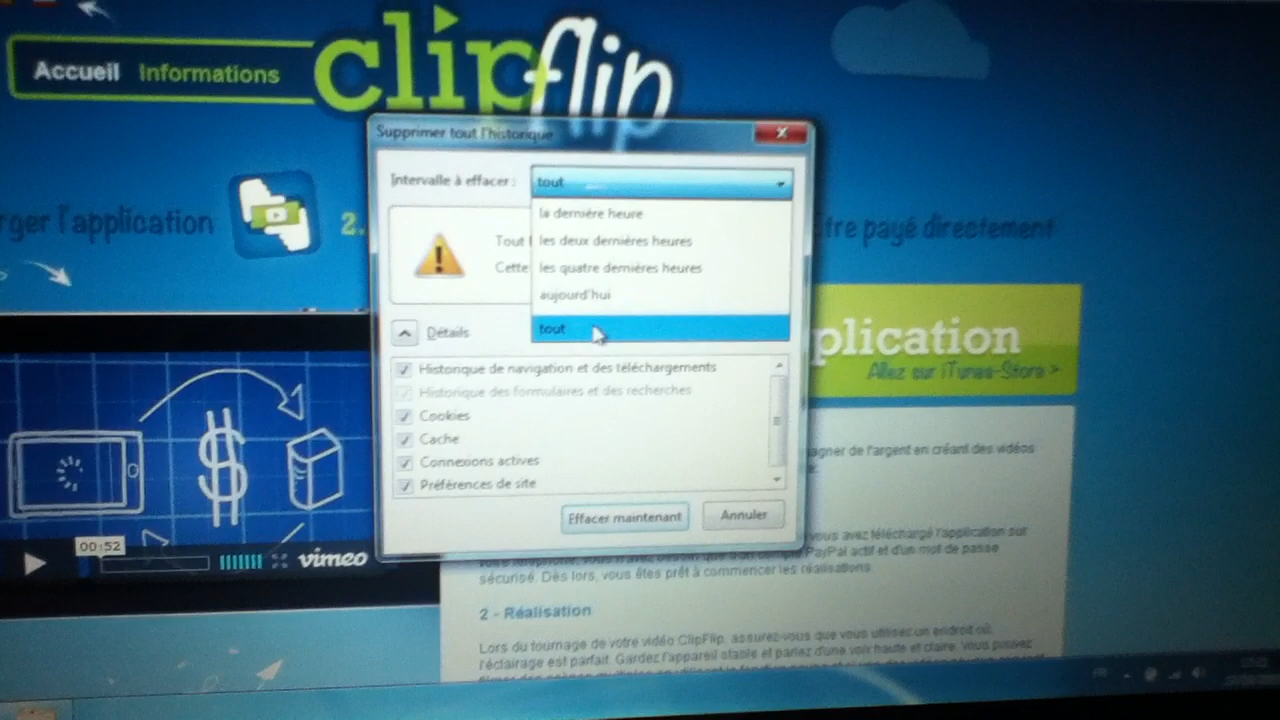 Accueil Informations
clipflip
Supprimer tout l'historique
Intervalle à effacer : tout
la dernière heure
les deux dernières heures
les quatre dernières heures
aujourd'hui
tout
Tout
Cette
Détails
Historique de navigation et des téléchargements
Historique des formulaires et des recherches
Cookies
Cache
Connexions actives
Préférences de site
Effacer maintenant Annuler
rger l'application 2.
tre payé directement
plication
Allez sur iTunes-Store >
00:52
vimeo
agner de l'argent en créant des vidéos
vous avez téléchargé l'application sur
PayPal actif et d'un mot de passe
sécurisé. Dès lors, vous êtes prêt à commencer les réalisations.
2 - Réalisation
Lors du tournage de votre vidéo ClipFlip, assurez-vous que vous utilisez un endroit où
l'éclairage est parfait. Gardez l'appareil stable et parlez d'une voix haute et claire. Vous pouvez
FR